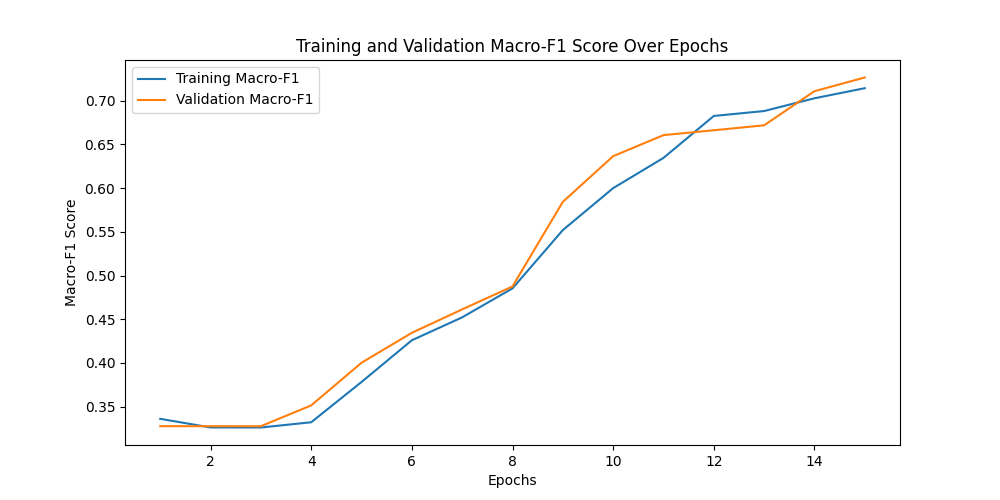 Training and Validation Macro-F1 Score Over Epochs
Training Macro-F1
Validation Macro-F1
Macro-F1 Score
0.70
0.65
0.60
0.55
0.50
0.45
0.40
0.35
2 4 6 8 10 12 14
Epochs